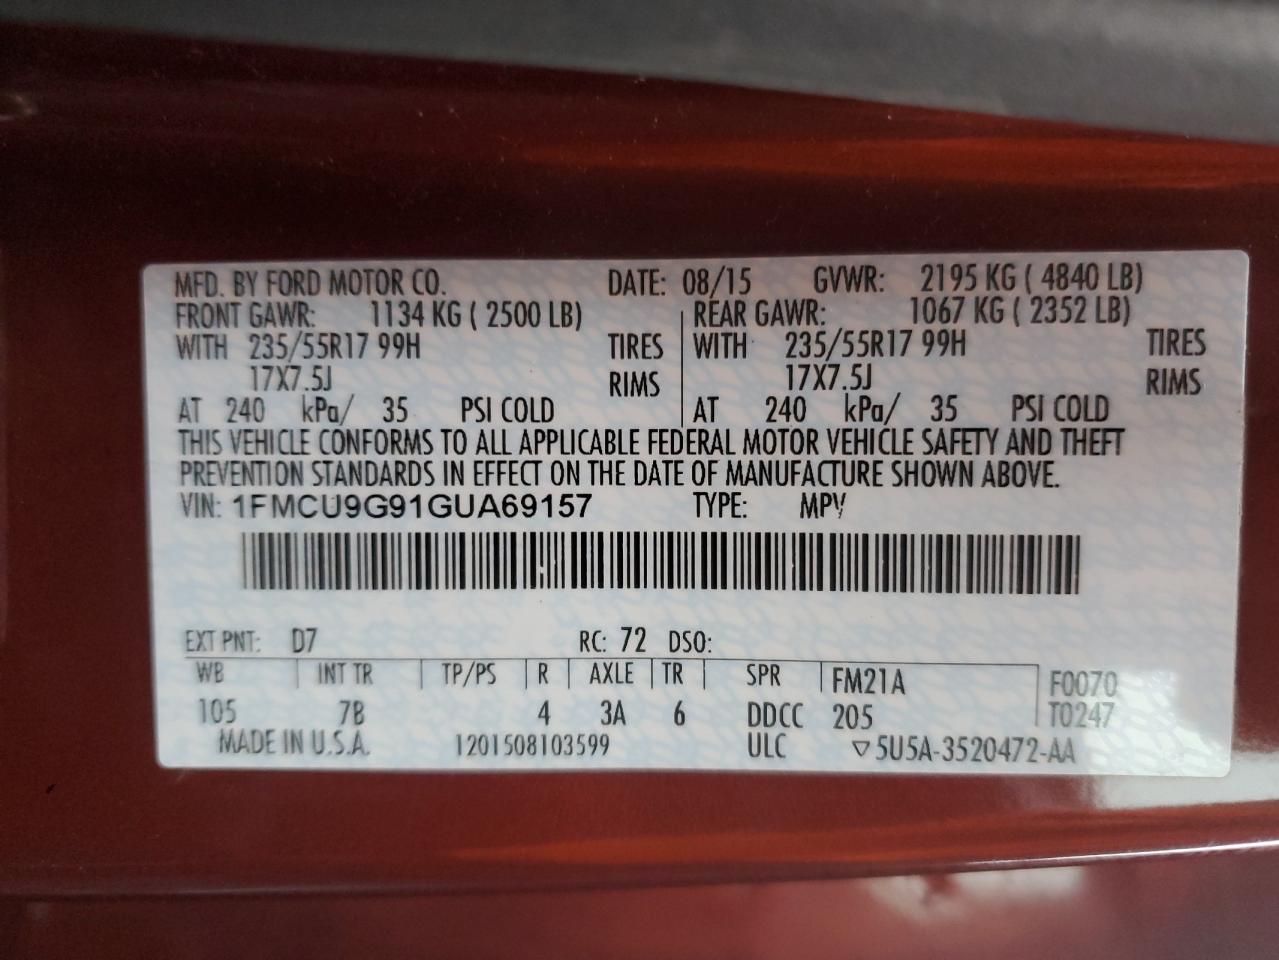 MFD. BY FORD MOTOR CO. DATE: 08/15 GVWR: 2195 KG ( 4840 LB)
FRONT GAWR: 1134 KG ( 2500 LB) REAR GAWR: 1067 KG ( 2352 LB)
WITH 235/55R17 99H TIRES WITH 235/55R17 99H TIRES
17X7.5J RIMS 17X7.5J RIMS
AT 240 kPa/ 35 PSI COLD AT 240 kPa/ 35 PSI COLD
THIS VEHICLE CONFORMS TO ALL APPLICABLE FEDERAL MOTOR VEHICLE SAFETY AND THEFT
PREVENTION STANDARDS IN EFFECT ON THE DATE OF MANUFACTURE SHOWN ABOVE.
VIN: 1FMCU9G91GUA69157 TYPE: MPV
EXT PNT: D7 RC: 72 DSO:
WB INT TR TP/PS R AXLE TR SPR FM21A F0070
105 7B 4 3A 6 DDCC 205 T0247
MADE IN U.S.A. 1201508103599 ULC ▽5U5A-3520472-AA